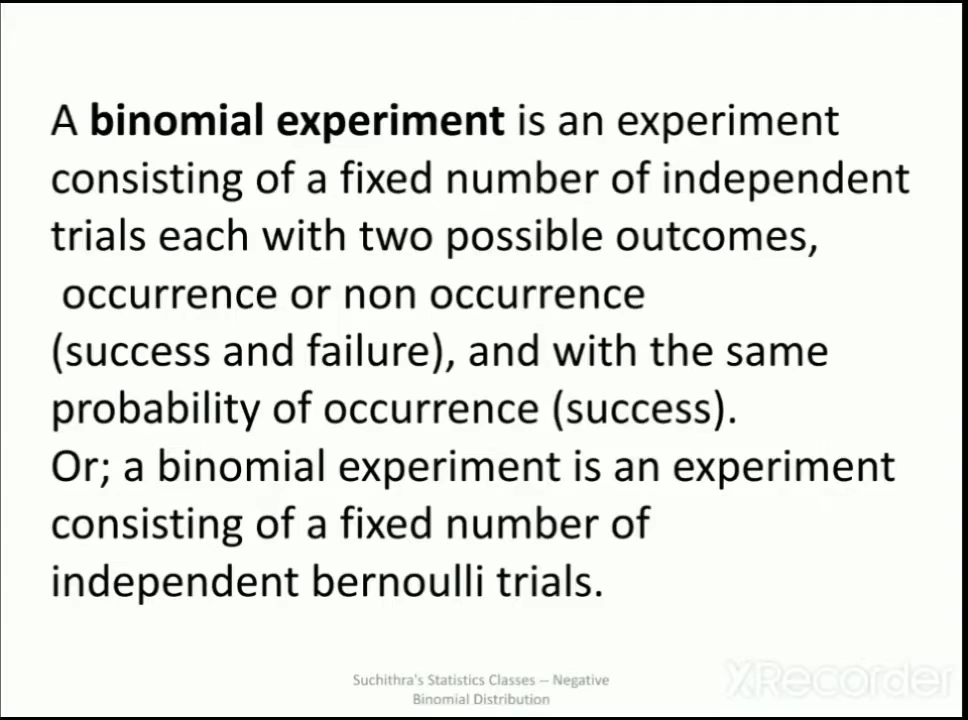 A binomial experiment is an experiment
consisting of a fixed number of independent
trials each with two possible outcomes,
occurrence or non occurrence
(success and failure), and with the same
probability of occurrence (success).
Or; a binomial experiment is an experiment
consisting of a fixed number of
independent bernoulli trials.
Suchithra's Statistics Classes -- Negative
Binomial Distribution
XRecorder